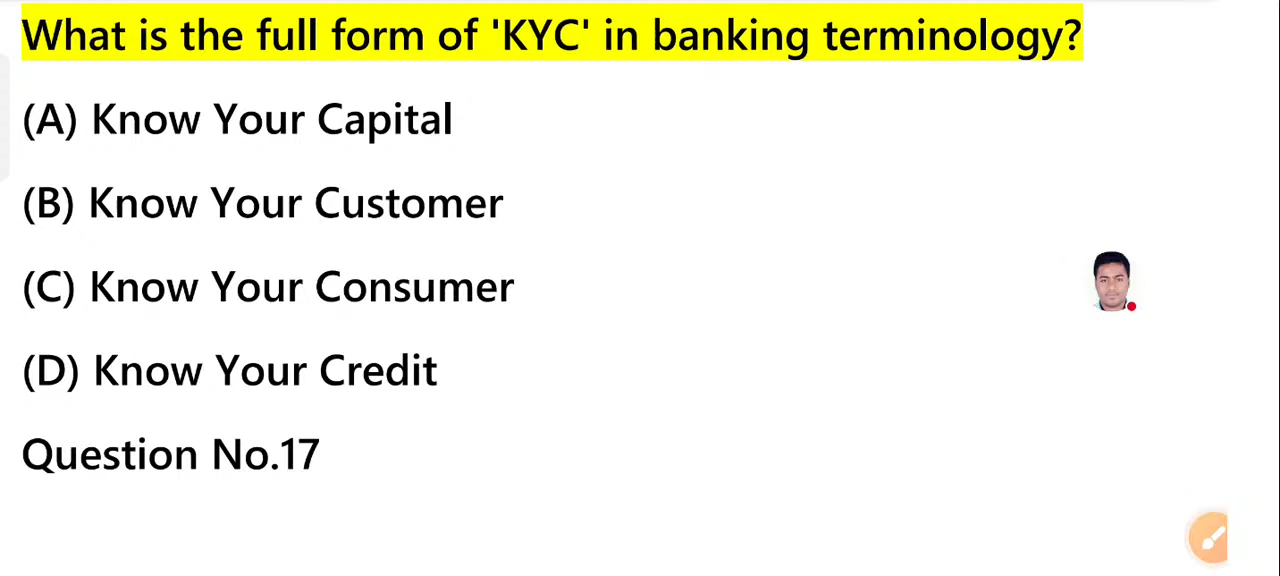 What is the full form of 'KYC' in banking terminology?
(A) Know Your Capital
(B) Know Your Customer
(C) Know Your Consumer
(D) Know Your Credit
Question No.17